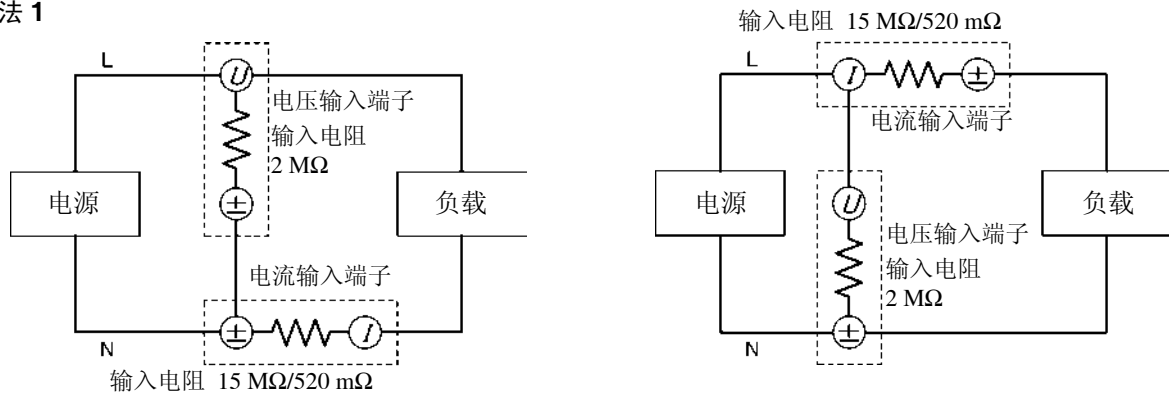 法 1
L
U
电压输入端子
输入电阻
2 MΩ
电源
负载
±
电流输入端子
± I
N
输入电阻 15 MΩ/520 mΩ
输入电阻 15 MΩ/520 mΩ
L
I ±
电流输入端子
电源
负载
U
电压输入端子
输入电阻
2 MΩ
±
N